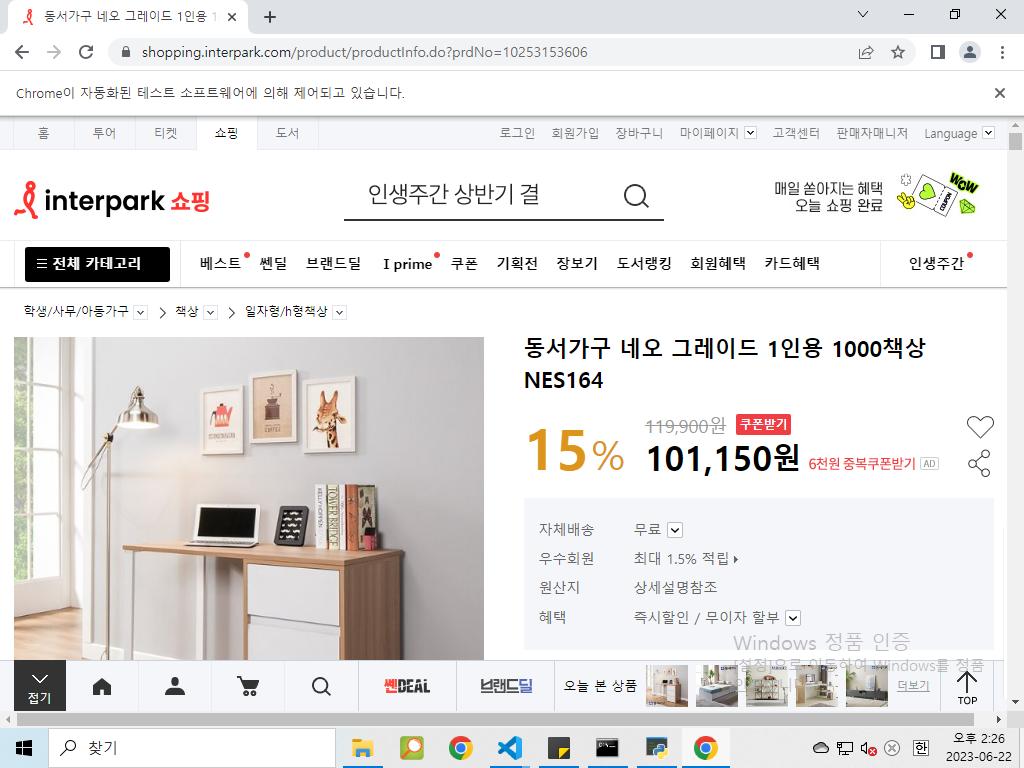 동서가구 네오 그레이드 1인용 1
shopping.interpark.com/product/productInfo.do?prdNo=10253153606
Chrome이 자동화된 테스트 소프트웨어에 의해 제어되고 있습니다.
홈 투어 티켓 쇼핑 도서 로그인 회원가입 장바구니 마이페이지 고객센터 판매자매니저 Language
interpark 쇼핑
인생주간 상반기 결
매일 쏟아지는 혜택
오늘 쇼핑 완료
WOW
COUPON
전체 카테고리 베스트 쎈딜 브랜드딜 I prime 쿠폰 기획전 장보기 도서랭킹 회원혜택 카드혜택 인생주간
학생/사무/아동가구 책상 일자형/h형책상
동서가구 네오 그레이드 1인용 1000책상
NES164
15% 119,900원 쿠폰받기
101,150원 6천원 중복쿠폰받기 AD
TOWER BRIDGE
COFFEE
자체배송 무료
우수회원 최대 1.5% 적립
원산지 상세설명참조
혜택 즉시할인 / 무이자 할부
Windows 정품 인증
[설정]으로 이동하여 Windows를 정품
접기 쎈DEAL 브랜드딜 오늘 본 상품 더보기 TOP
찾기
오후 2:26
한
2023-06-22